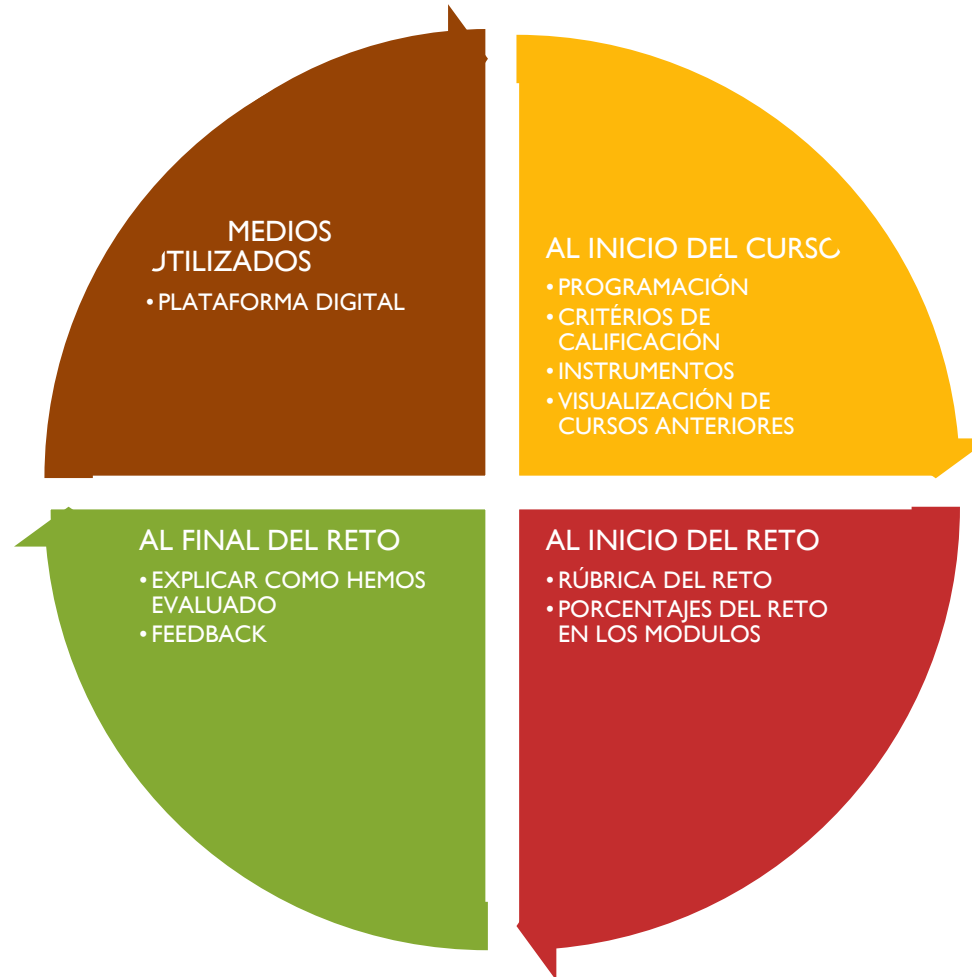 MEDIOS
UTILIZADOS
• PLATAFORMA DIGITAL
AL INICIO DEL CURSO
• PROGRAMACIÓN
• CRITÉRIOS DE
CALIFICACIÓN
• INSTRUMENTOS
• VISUALIZACIÓN DE
CURSOS ANTERIORES
AL FINAL DEL RETO
• EXPLICAR COMO HEMOS
EVALUADO
• FEEDBACK
AL INICIO DEL RETO
• RÚBRICA DEL RETO
• PORCENTAJES DEL RETO
EN LOS MODULOS